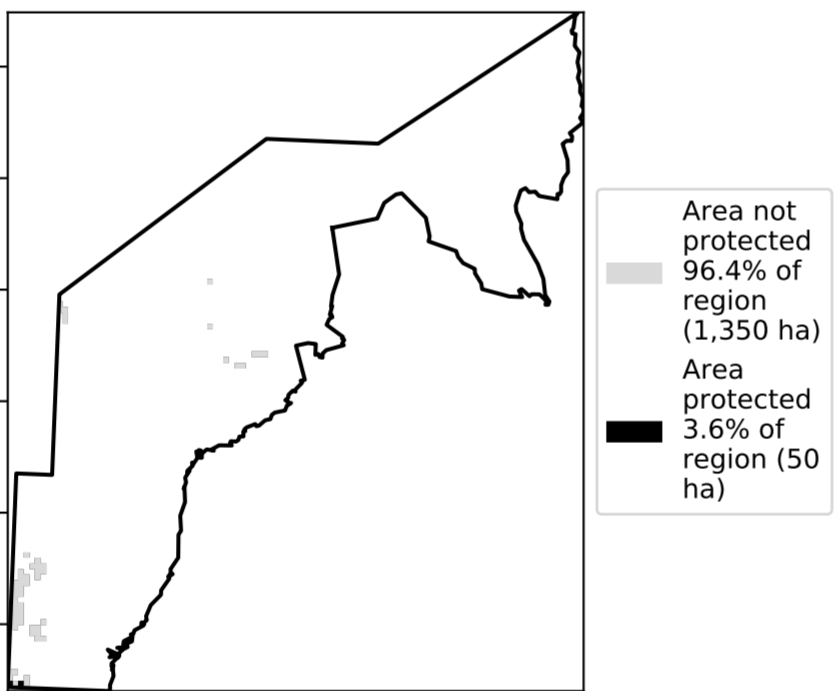 Area not
protected
96.4% of
region
(1,350 ha)
Area
protected
3.6% of
region (50
ha)